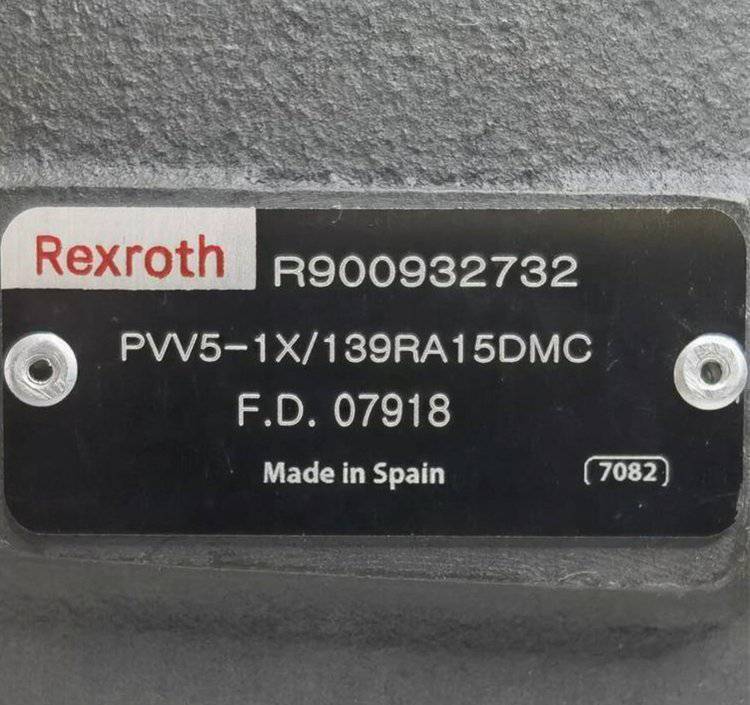 Rexroth R900932732
PVV5-1X/139RA15DMC
F.D. 07918
Made in Spain 7082